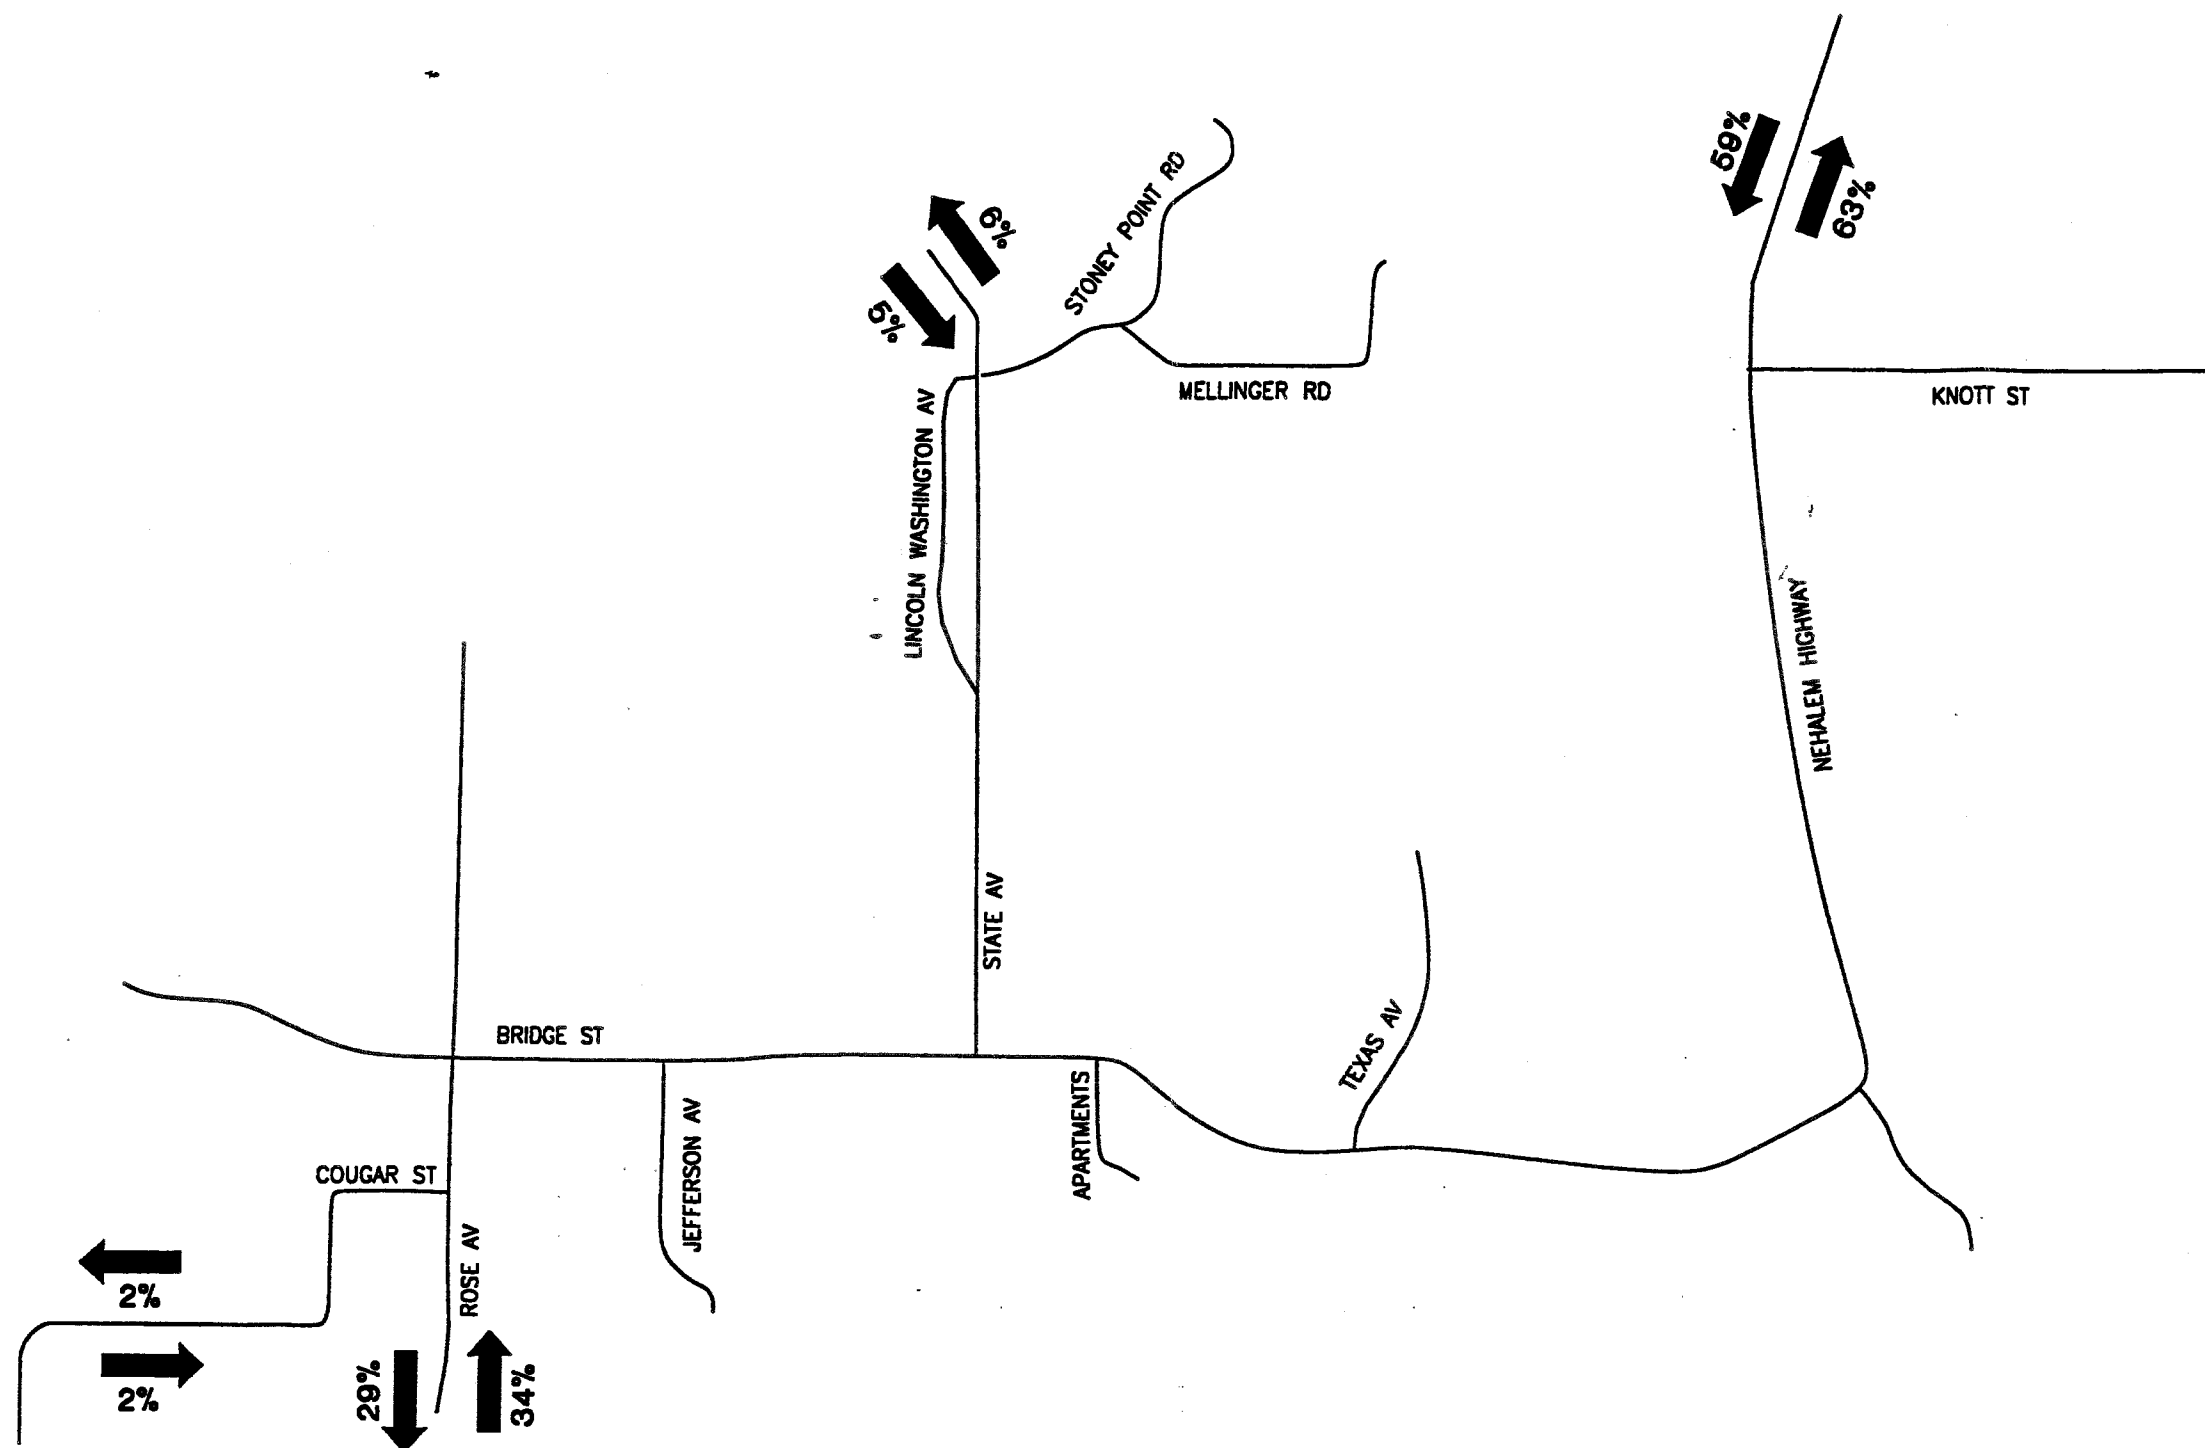 59%
63%
STONEY POINT RD
6%
5%
MELLINGER RD
KNOTT ST
LINCOLN WASHINGTON AV
NEHALEM HIGHWAY
STATE AV
BRIDGE ST
TEXAS AV
APARTMENTS
JEFFERSON AV
COUGAR ST
ROSE AV
2%
2%
29%
34%